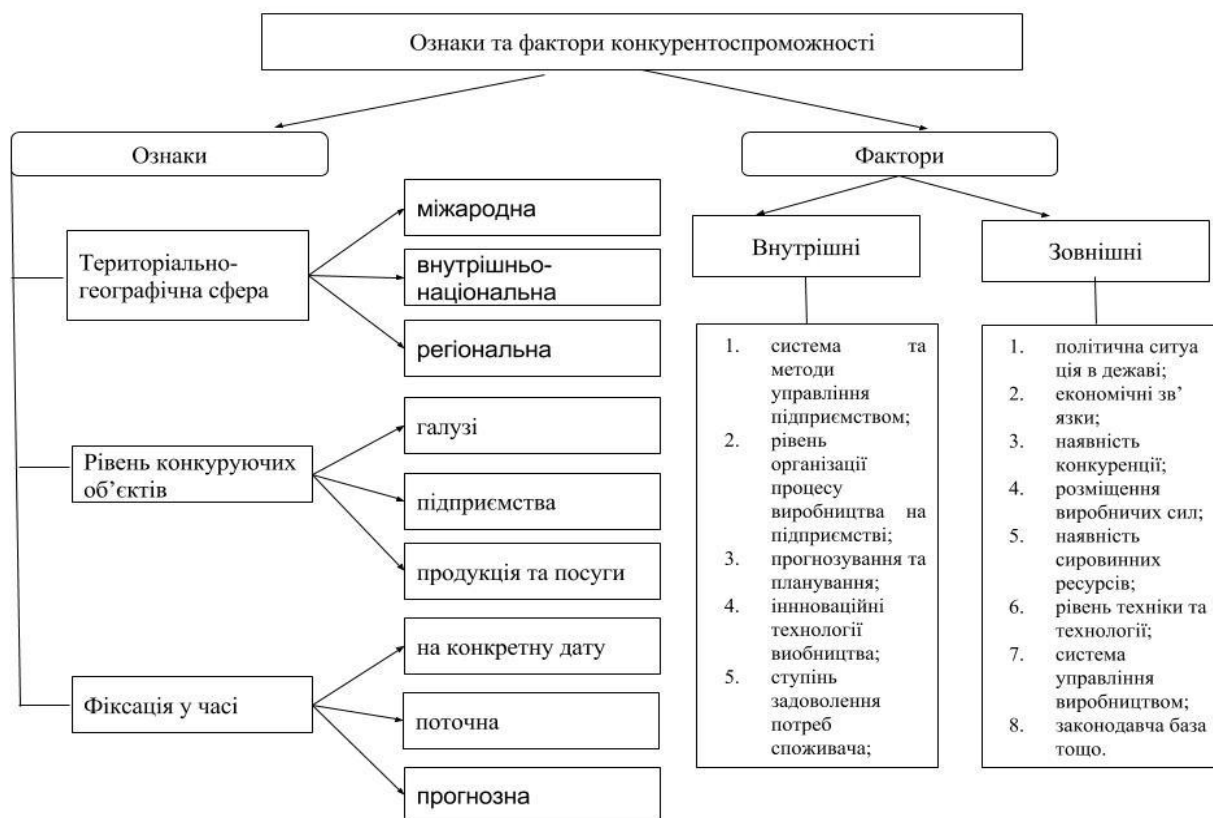 Ознаки та фактори конкурентоспроможності
Ознаки
Територіально-
географічна сфера
міжародна
внутрішньо-
національна
регіональна
Рівень конкуруючих
об’єктів
галузі
підприємства
продукція та посуги
Фіксація у часі
на конкретну дату
поточна
прогнозна
Фактори
Внутрішні
1. система та
методи
управління
підприємством;
2. рівень
організації
процесу
виробництва на
підприємстві;
3. прогнозування та
планування;
4. іннноваційні
технології
виобництва;
5. ступінь
задоволення
потреб
споживача;
Зовнішні
1. політична ситуа
ція в дежаві;
2. економічні зв’
язки;
3. наявність
конкуренції;
4. розміщення
виробничих сил;
5. наявність
сировинних
ресурсів;
6. рівень техніки та
технології;
7. система
управління
виробництвом;
8. законодавча база
тощо.